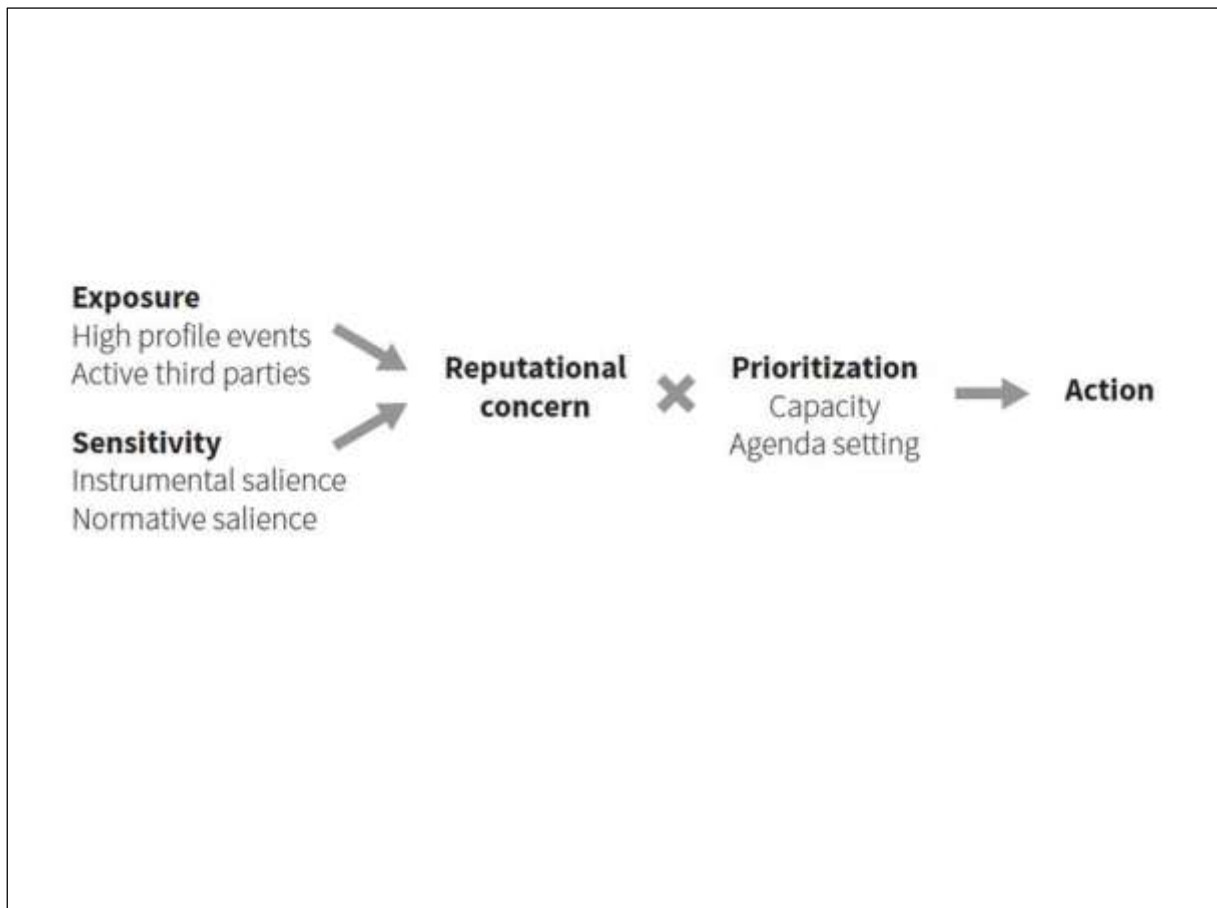 Exposure
High profile events
Active third parties
Sensitivity
Instrumental salience
Normative salience
Reputational
concern
Prioritization
Capacity
Agenda setting
Action